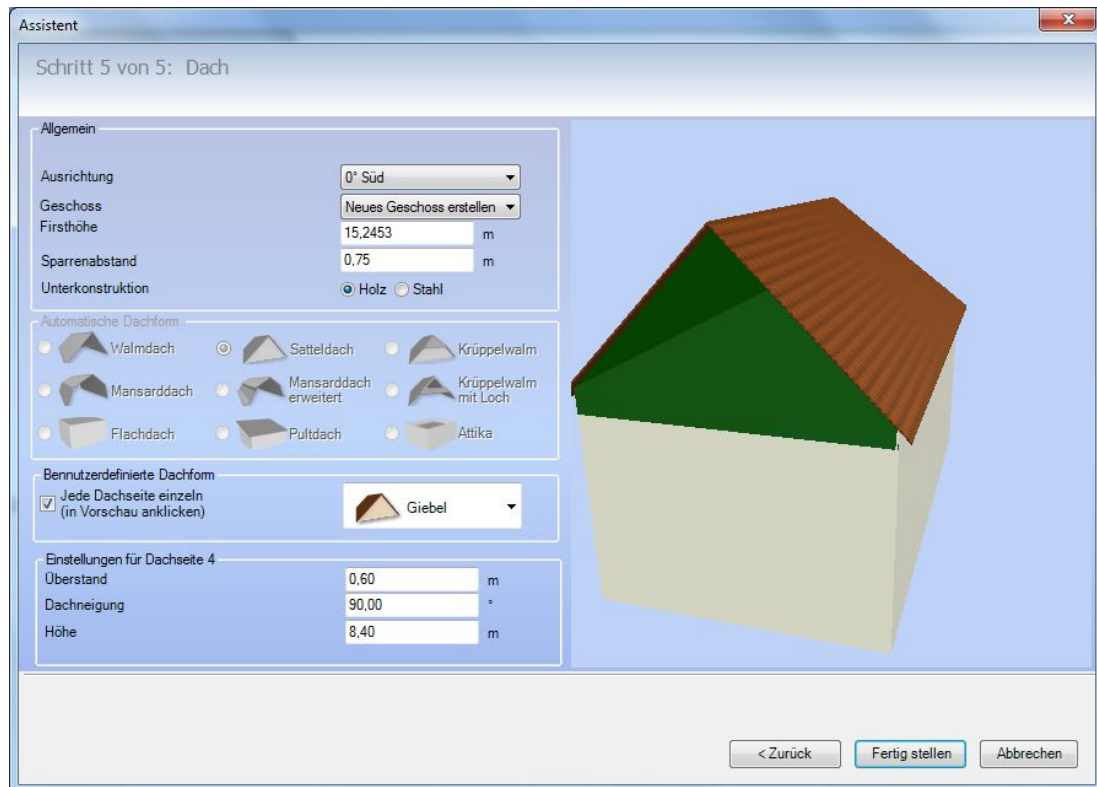 Assistent
Schritt 5 von 5: Dach
Allgemein
Ausrichtung 0° Süd
Geschoss Neues Geschoss erstellen
Firsthöhe 15,2453 m
Sparrenabstand 0,75 m
Unterkonstruktion Holz Stahl
Automatische Dachform
Walmdach Satteldach Krüppelwalm
Mansarddach Mansarddach erweitert Krüppelwalm mit Loch
Flachdach Pultdach Attika
Bennutzerdefinierte Dachform
Jede Dachseite einzeln
(in Vorschau anklicken)
Giebel
Einstellungen für Dachseite 4
Überstand 0,60 m
Dachneigung 90,00 °
Höhe 8,40 m
< Zurück Fertig stellen Abbrechen